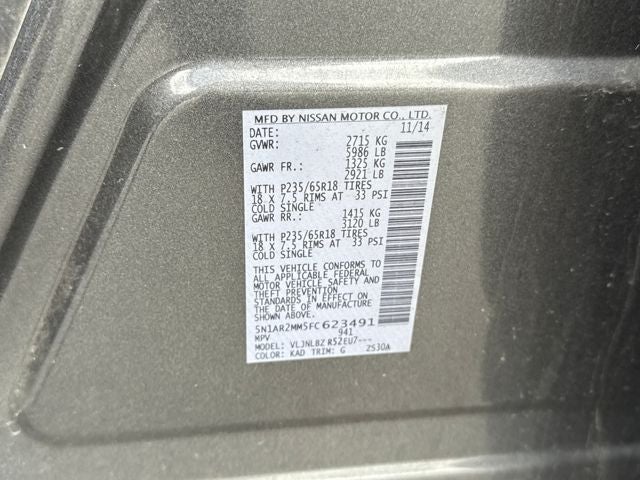 MFD BY NISSAN MOTOR CO., LTD.
DATE: 11/14
GVWR: 2715 KG
5986 LB
GAWR FR.: 1325 KG
2921 LB
WITH P235/65R18 TIRES
18 X 7.5 RIMS AT 33 PSI
COLD SINGLE
GAWR RR.: 1415 KG
3120 LB
WITH P235/65R18 TIRES
18 X 7.5 RIMS AT 33 PSI
COLD SINGLE
THIS VEHICLE CONFORMS TO
ALL APPLICABLE FEDERAL
MOTOR VEHICLE SAFETY AND
THEFT PREVENTION
STANDARDS IN EFFECT ON
THE DATE OF MANUFACTURE
5N1AR2MM5FC623491
MPV 941
MODEL: VLJNLBZ R52EU7---
COLOR: KAD TRIM: G 2S30A